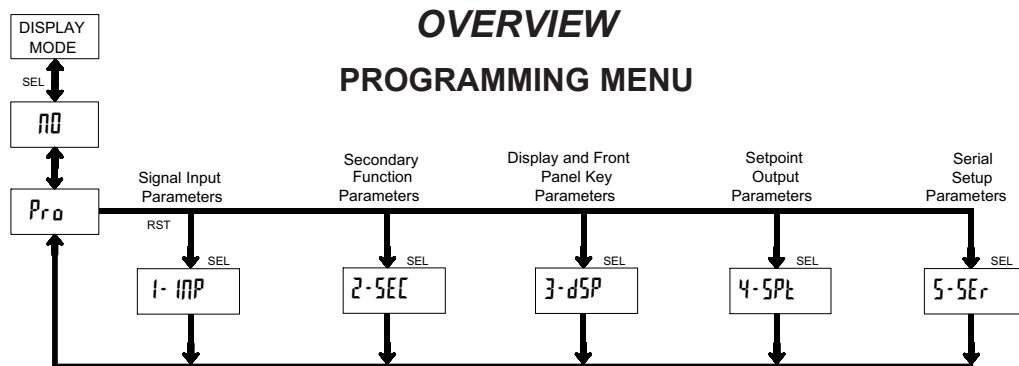 OVERVIEW
PROGRAMMING MENU
DISPLAY
MODE
SEL
NO
Pro
Signal Input
Parameters
Secondary
Function
Parameters
Display and Front
Panel Key
Parameters
Setpoint
Output
Parameters
Serial
Setup
Parameters
RST
SEL
SEL
SEL
SEL
SEL
1-INP
2-SEC
3-dSP
4-SPt
5-SEr